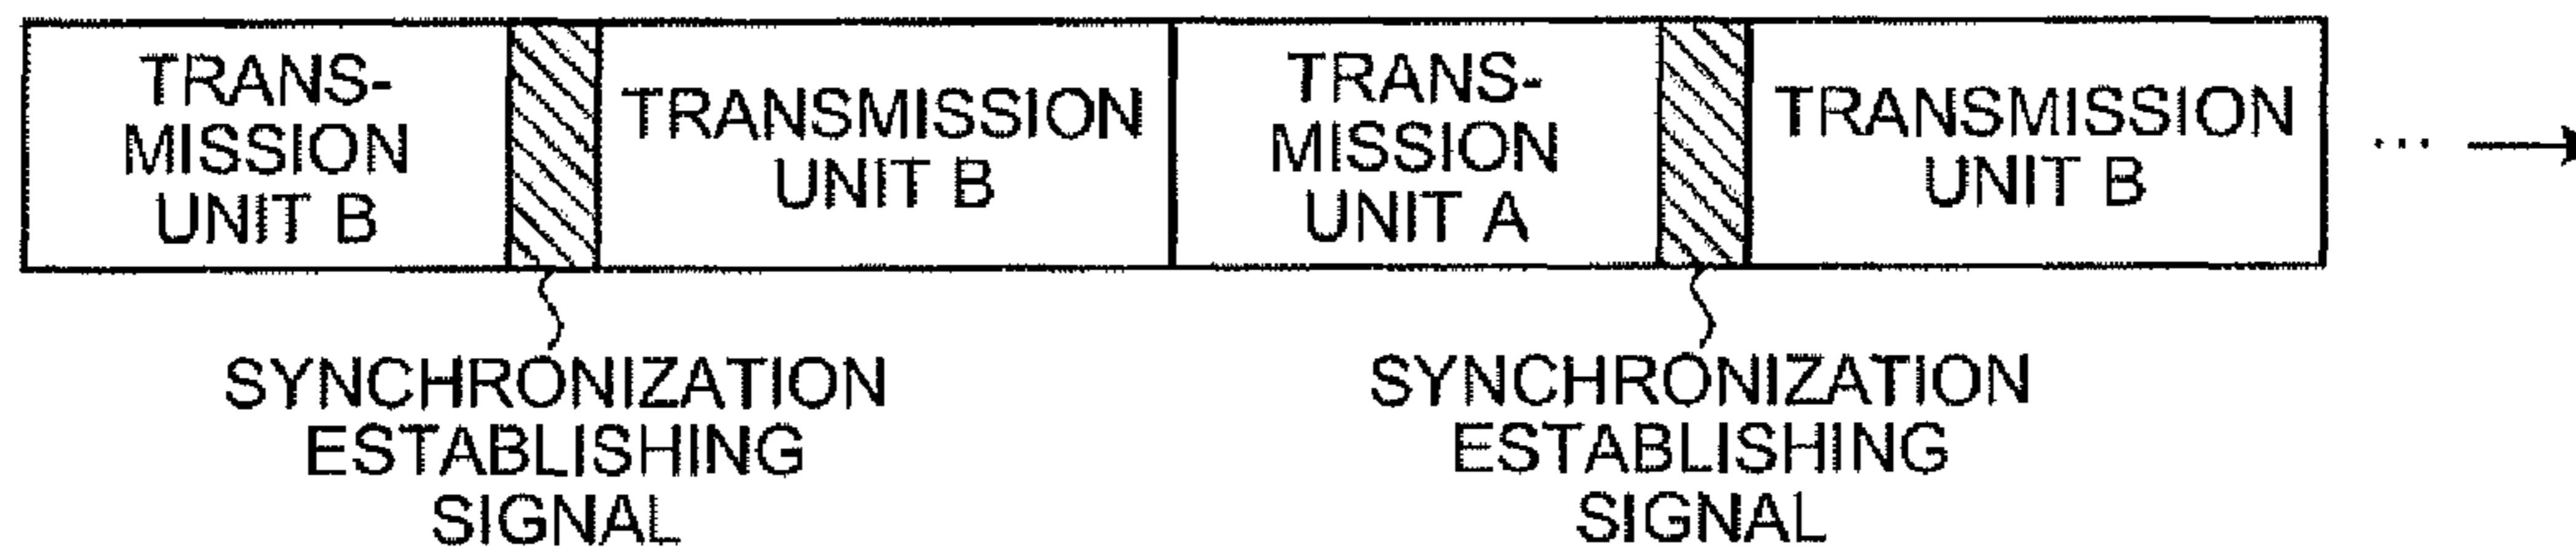 TRANS-
MISSION
UNIT B
TRANSMISSION
UNIT B
TRANS-
MISSION
UNIT A
TRANSMISSION
UNIT B
...
SYNCHRONIZATION
ESTABLISHING
SIGNAL
SYNCHRONIZATION
ESTABLISHING
SIGNAL